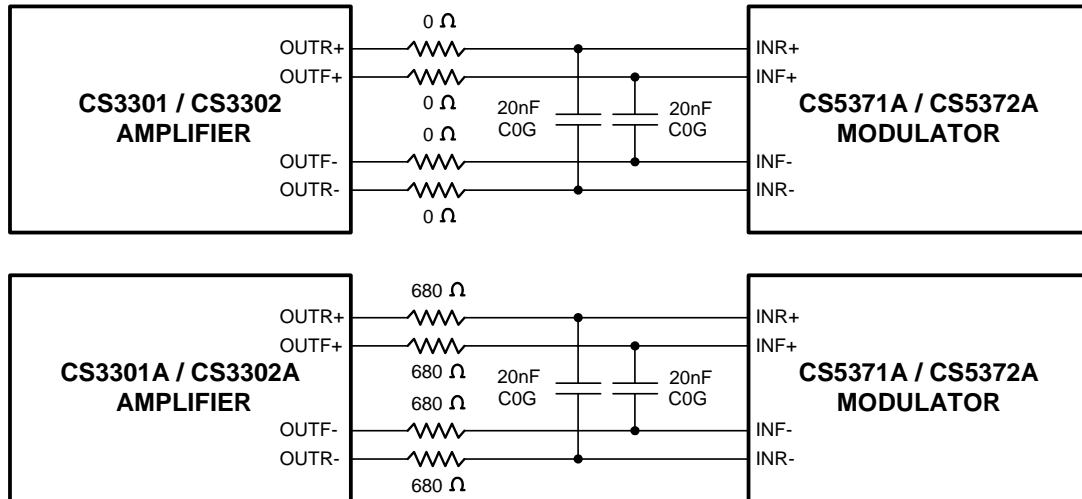 0 Ω
OUTR+
INR+
OUTF+
INF+
CS3301 / CS3302
AMPLIFIER
0 Ω
20nF
C0G
20nF
C0G
CS5371A / CS5372A
MODULATOR
0 Ω
OUTF-
INF-
OUTR-
INR-
0 Ω
680 Ω
OUTR+
INR+
OUTF+
INF+
CS3301A / CS3302A
AMPLIFIER
680 Ω
20nF
C0G
20nF
C0G
CS5371A / CS5372A
MODULATOR
680 Ω
OUTF-
INF-
OUTR-
INR-
680 Ω